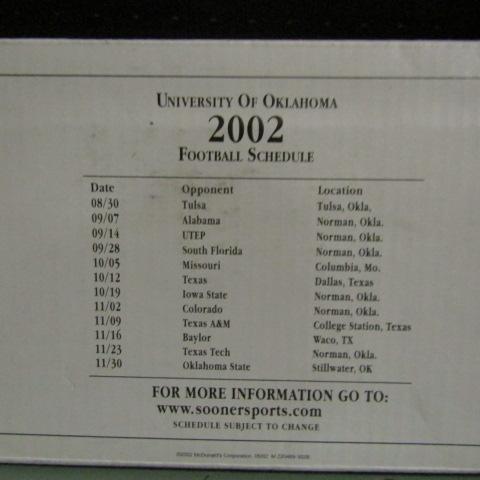 UNIVERSITY OF OKLAHOMA
2002
FOOTBALL SCHEDULE
Date Opponent Location
08/30 Tulsa Tulsa, Okla.
09/07 Alabama Norman, Okla.
09/14 UTEP Norman, Okla.
09/28 South Florida Norman, Okla.
10/05 Missouri Columbia, Mo.
10/12 Texas Dallas, Texas
10/19 Iowa State Norman, Okla.
11/02 Colorado Norman, Okla.
11/09 Texas A&M College Station, Texas
11/16 Baylor Waco, TX
11/23 Texas Tech Norman, Okla.
11/30 Oklahoma State Stillwater, OK
FOR MORE INFORMATION GO TO:
www.soonersports.com
SCHEDULE SUBJECT TO CHANGE
©2002 McDonald's Corporation